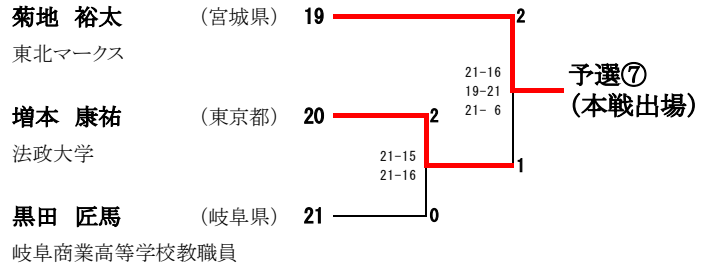 菊地 裕太 (宮城県) 19 2
東北マークス
21-16
19-21
21- 6
予選⑦
(本戦出場)
増本 康祐 (東京都) 20 2
法政大学
21-15
21-16
1
黒田 匠馬 (岐阜県) 21 0
岐阜商業高等学校教職員